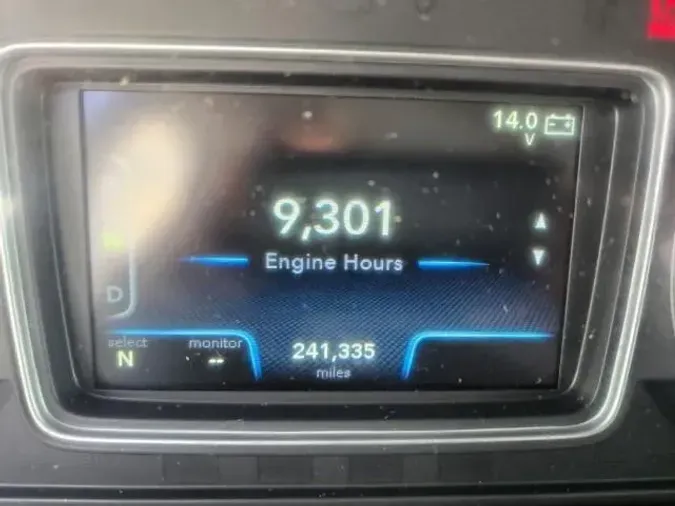 14.0
V
9,301
Engine Hours
D
select monitor
N --
241,335
miles